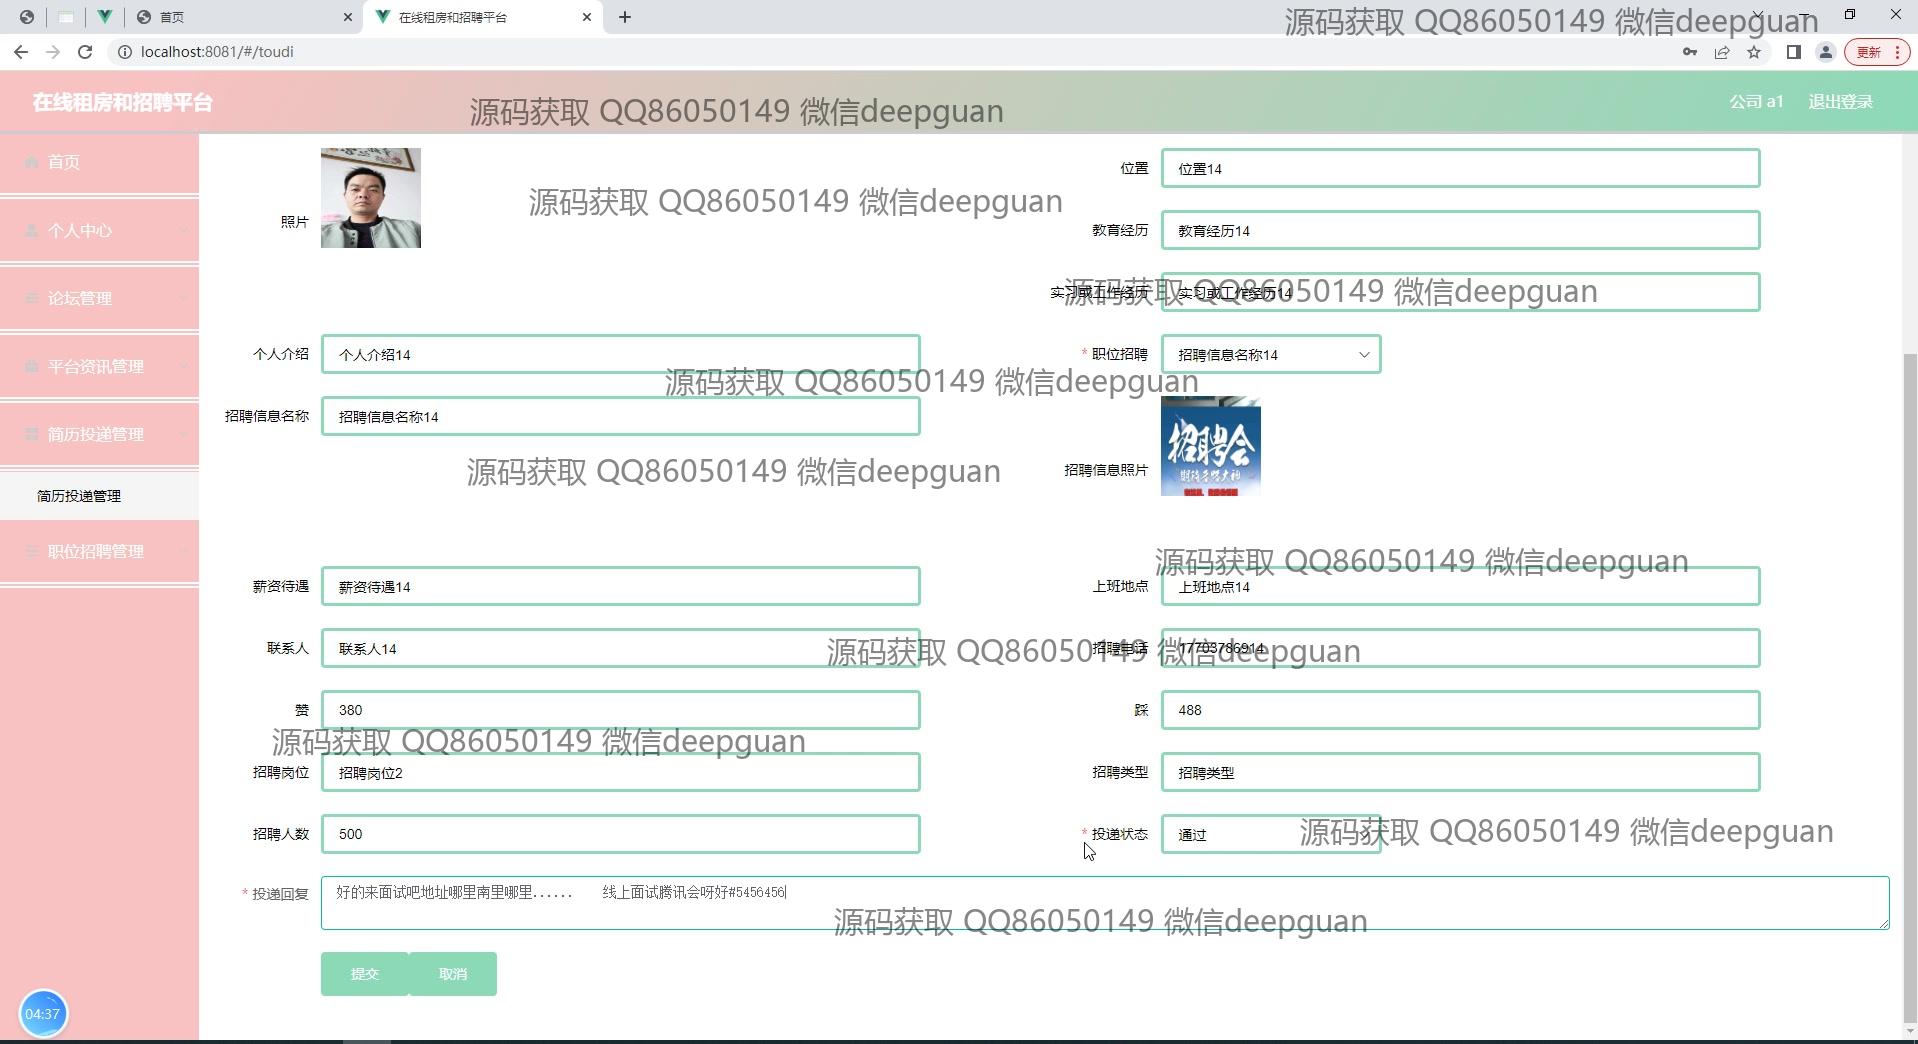 首页
在线租房和招聘平台
源码获取 QQ86050149 微信deepguan
localhost:8081/#/toudi
更新
在线租房和招聘平台
源码获取 QQ86050149 微信deepguan
公司 a1
退出登录
首页
个人中心
论坛管理
平台资讯管理
简历投递管理
简历投递管理
职位招聘管理
照片
源码获取 QQ86050149 微信deepguan
位置
位置14
教育经历
教育经历14
实习或工作经历
实习或工作经历14
源码获取 QQ86050149 微信deepguan
个人介绍
个人介绍14
* 职位招聘
招聘信息名称14
源码获取 QQ86050149 微信deepguan
招聘信息名称
招聘信息名称14
源码获取 QQ86050149 微信deepguan
招聘信息照片
招聘会
源码获取 QQ86050149 微信deepguan
薪资待遇
薪资待遇14
上班地点
上班地点14
联系人
联系人14
源码获取 QQ86050149 微信deepguan
招聘电话
17703786914
赞
380
踩
488
源码获取 QQ86050149 微信deepguan
招聘岗位
招聘岗位2
招聘类型
招聘类型
招聘人数
500
* 投递状态
通过
源码获取 QQ86050149 微信deepguan
* 投递回复
好的来面试吧地址哪里南里哪里...... 线上面试腾讯会呀好#5456456
源码获取 QQ86050149 微信deepguan
提交
取消
04:37